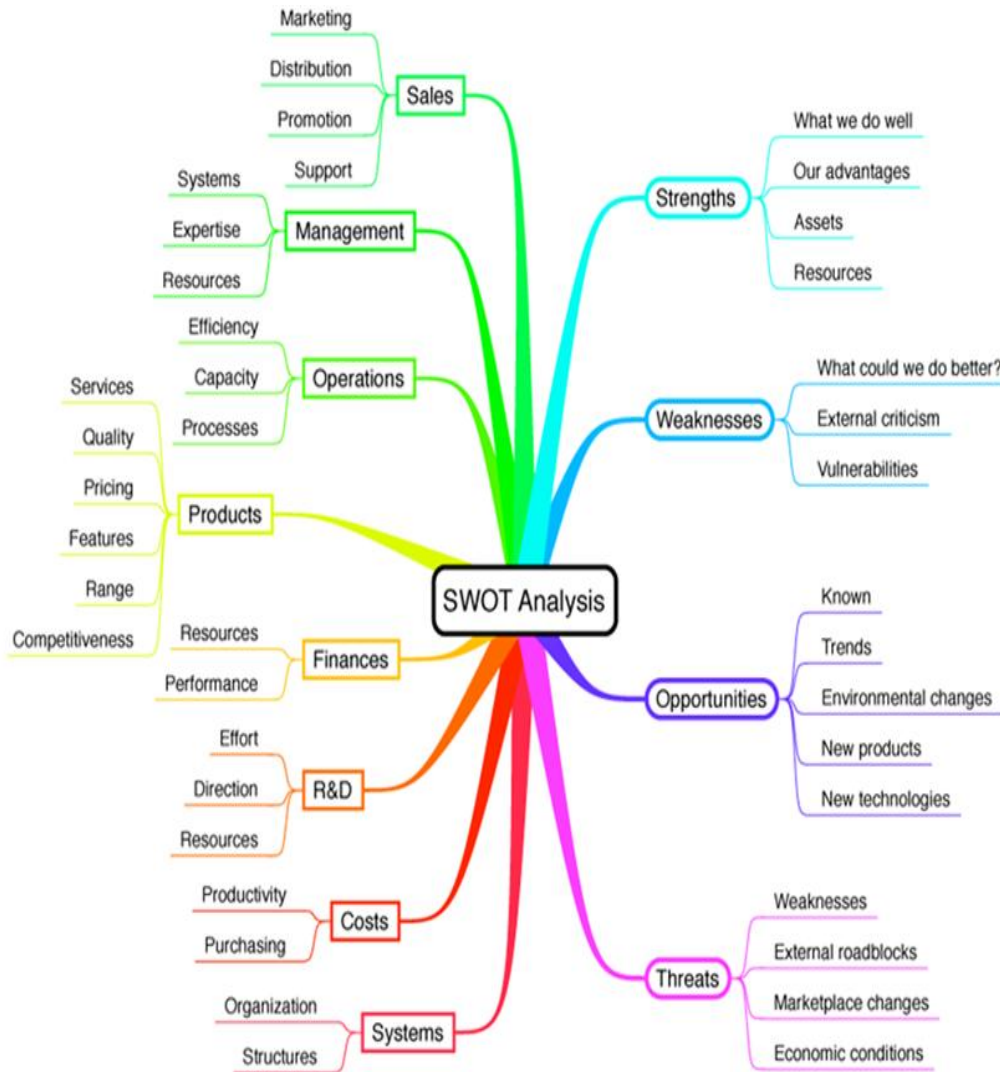 SWOT Analysis
Sales
Marketing
Distribution
Promotion
Support
Management
Systems
Expertise
Resources
Operations
Efficiency
Capacity
Processes
Products
Services
Quality
Pricing
Features
Range
Competitiveness
Finances
Resources
Performance
R&D
Effort
Direction
Resources
Costs
Productivity
Purchasing
Systems
Organization
Structures
Strengths
What we do well
Our advantages
Assets
Resources
Weaknesses
What could we do better?
External criticism
Vulnerabilities
Opportunities
Known
Trends
Environmental changes
New products
New technologies
Threats
Weaknesses
External roadblocks
Marketplace changes
Economic conditions